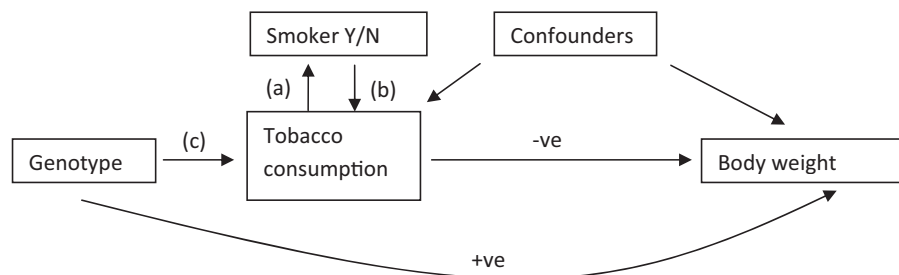 Smoker Y/N
Confounders
(a)
(b)
Genotype
(c)
Tobacco
consumption
-ve
Body weight
+ve